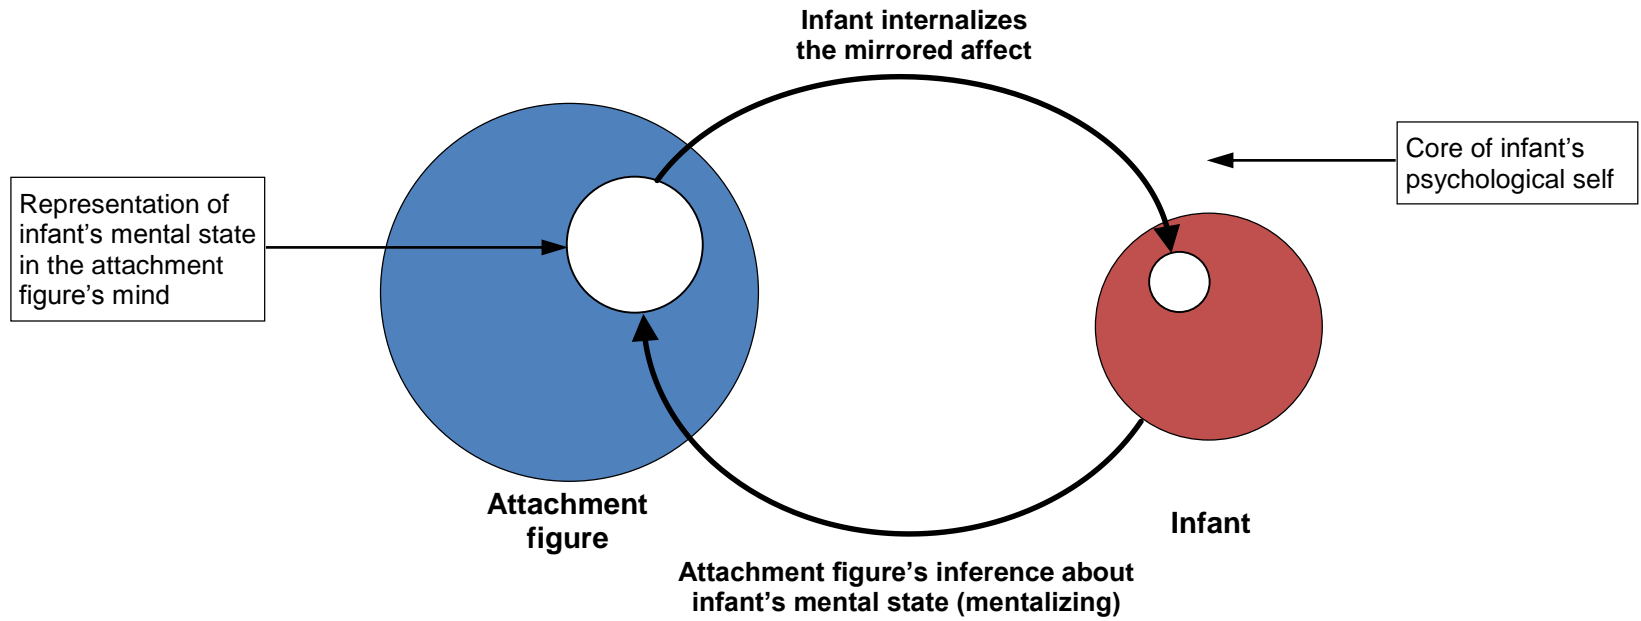 Infant internalizes
the mirrored affect
Core of infant’s
psychological self
Representation of
infant’s mental state
in the attachment
figure’s mind
Attachment
figure
Infant
Attachment figure’s inference about
infant’s mental state (mentalizing)